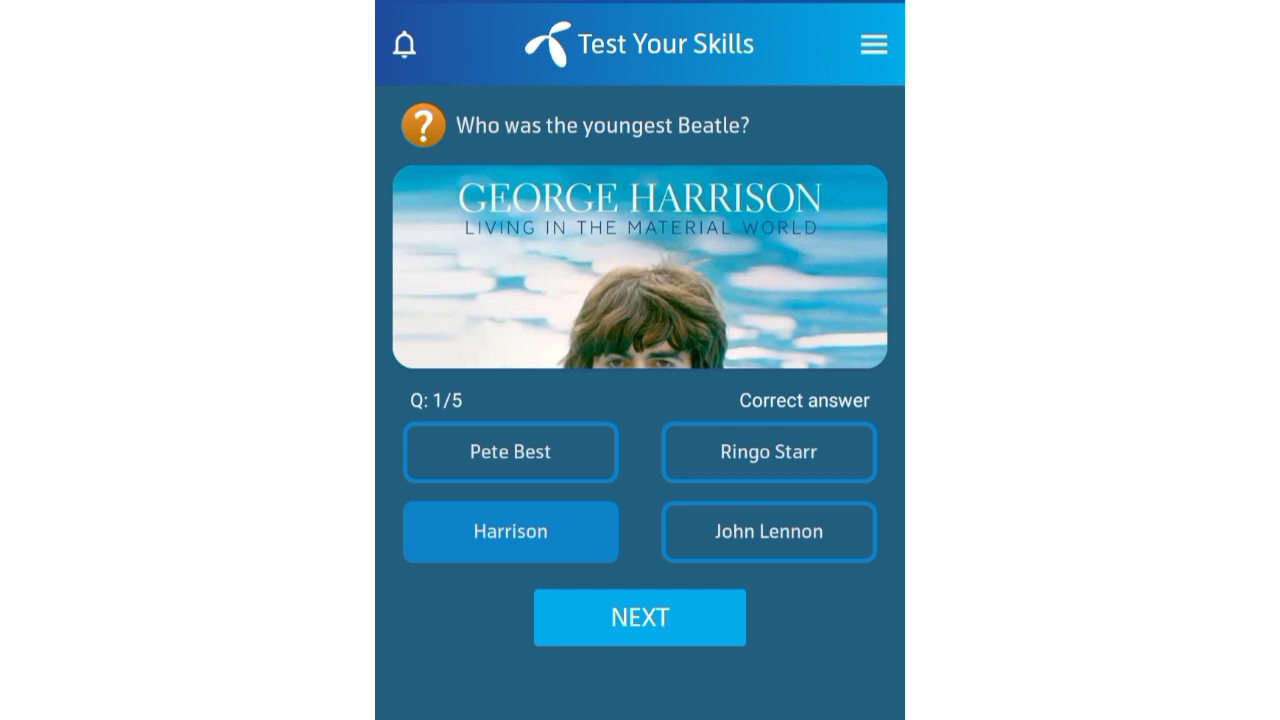 Test Your Skills
?
Who was the youngest Beatle?
GEORGE HARRISON
LIVING IN THE MATERIAL WORLD
Q: 1/5 Correct answer
Pete Best Ringo Starr
Harrison John Lennon
NEXT